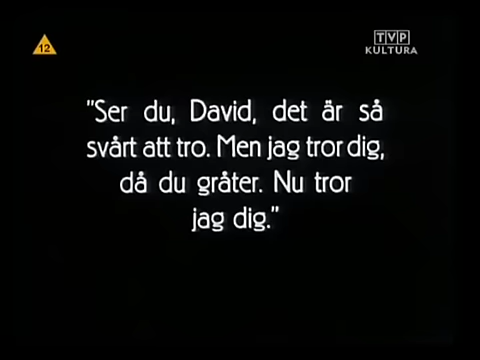 12
TVP
KULTURA
"Ser du, David, det är så
svårt att tro. Men jag tror dig,
då du gråter. Nu tror
jag dig."